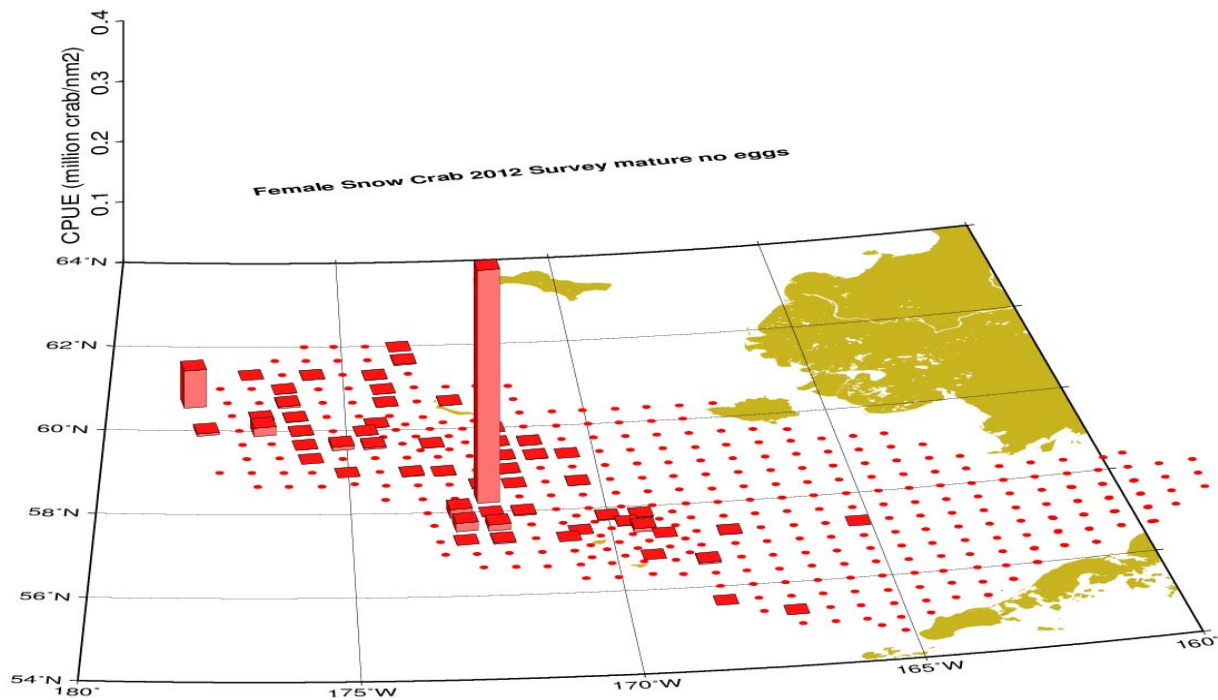 0.4
0.3
0.2
0.1
CPUE (million crab/nm2)
Female Snow Crab 2012 Survey mature no eggs
64°N
62°N
60°N
58°N
56°N
54°N
180°
175°W
170°W
165°W
160°